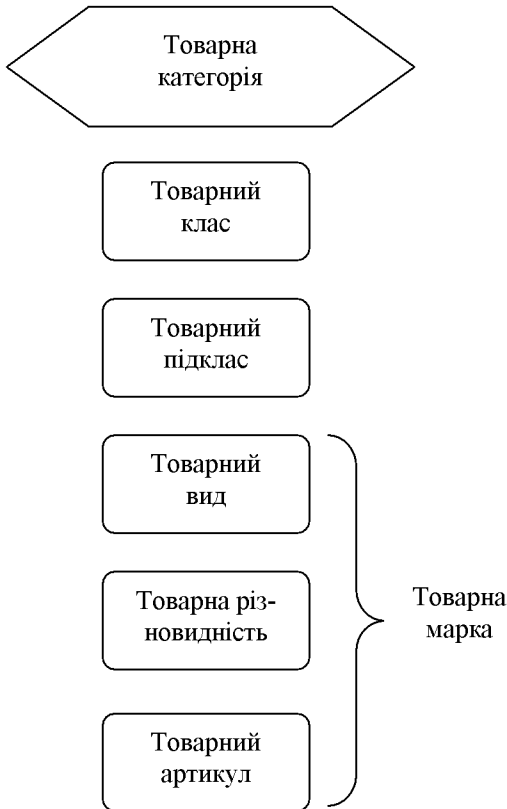 Товарна
категорія
Товарний
клас
Товарний
підклас
Товарний
вид
Товарна різ-
новидність
Товарна
марка
Товарний
артикул